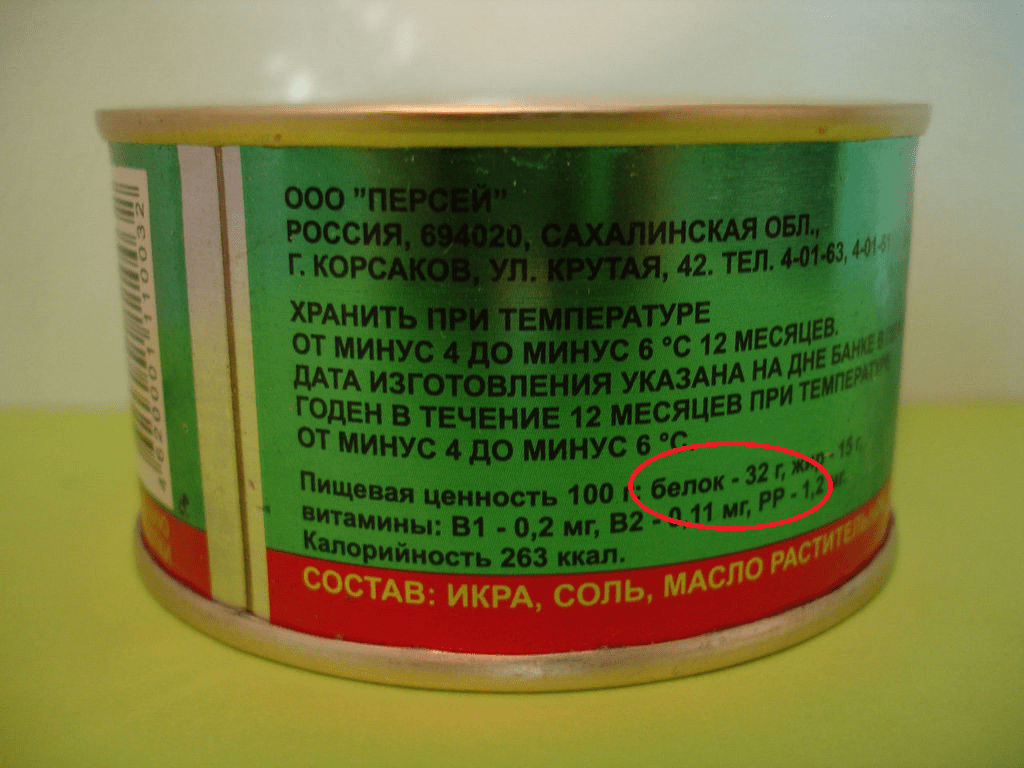 ООО "ПЕРСЕЙ"
РОССИЯ, 694020, САХАЛИНСКАЯ ОБЛ.,
Г. КОРСАКОВ, УЛ. КРУТАЯ, 42. ТЕЛ. 4-01-63, 4-01-61
ХРАНИТЬ ПРИ ТЕМПЕРАТУРЕ
ОТ МИНУС 4 ДО МИНУС 6 °С 12 МЕСЯЦЕВ.
ДАТА ИЗГОТОВЛЕНИЯ УКАЗАНА НА ДНЕ БАНКЕ В
ГОДЕН В ТЕЧЕНИЕ 12 МЕСЯЦЕВ ПРИ ТЕМПЕРАТУРЕ
ОТ МИНУС 4 ДО МИНУС 6 °С.
Пищевая ценность 100 г: белок - 32 г, жир - 15 г,
витамины: В1 - 0,2 мг, В2 - 0,11 мг, РР - 1,2 мг.
Калорийность 263 ккал.
СОСТАВ: ИКРА, СОЛЬ, МАСЛО
46200015110032